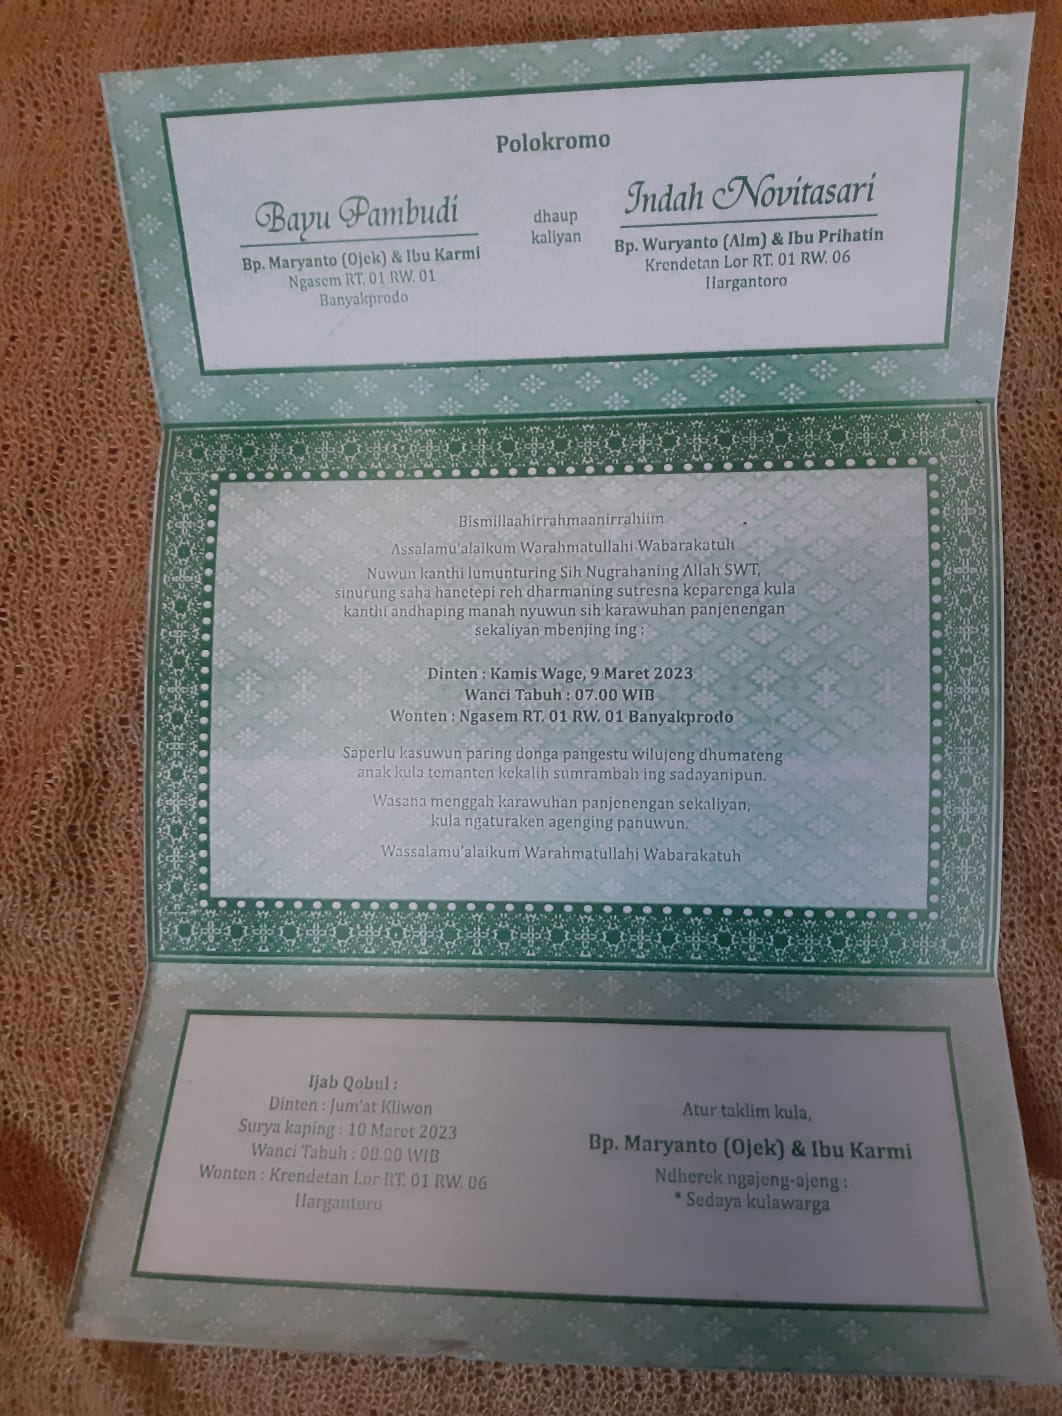 Polokromo
Bayu Pambudi
Bp. Maryanto (Ojek) & Ibu Karmi
Ngasem RT. 01 RW. 01
Banyakprodo
dhaup
kaliyan
Indah Novitasari
Bp. Wuryanto (Alm) & Ibu Prihatin
Krendetan Lor RT. 01 RW. 06
Hargantoro
Bismillaahirrahmaanirrahiim
Assalamu'alaikum Warahmatullahi Wabarakatuh
Nuwun kanthi lumunturing Sih Nugrahaning Allah SWT,
sinurung saha hanetepi reh dharmaning sutresna keparenga kula
kanthi andhaping manah nyuwun sih karawuhan panjenengan
sekaliyan mbenjing ing :
Dinten : Kamis Wage, 9 Maret 2023
Wanci Tabuh : 07.00 WIB
Wonten : Ngasem RT. 01 RW. 01 Banyakprodo
Saperlu kasuwun paring donga pangestu wilujeng dhumateng
anak kula temanten kekalih sumrambah ing sadayanipun.
Wasana menggah karawuhan panjenengan sekaliyan,
kula ngaturaken agenging panuwun.
Wassalamu'alaikum Warahmatullahi Wabarakatuh
Ijab Qobul :
Dinten : Jum'at Kliwon
Surya kaping : 10 Maret 2023
Wanci Tabuh : WIB
Wonten : Krendetan Lor RT. 01 RW. 06
Hargantoro
Atur taklim kula,
Bp. Maryanto (Ojek) & Ibu Karmi
Ndherek ngajeng-ajeng :
* Sedaya kulawarga